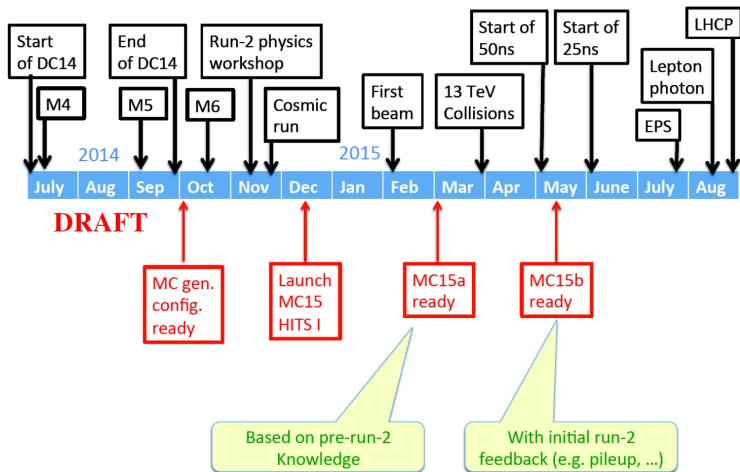 LHCP
Start
of DC14
End
of DC14
Run-2 physics
workshop
Start of
50ns
Start of
25ns
Lepton
photon
M4
M5
M6
Cosmic
run
First
beam
13 TeV
Collisions
EPS
2014
2015
July
Aug
Sep
Oct
Nov
Dec
Jan
Feb
Mar
Apr
May
June
July
Aug
DRAFT
MC gen.
config.
ready
Launch
MC15
HITS I
MC15a
ready
MC15b
ready
Based on pre-run-2
Knowledge
With initial run-2
feedback (e.g. pileup, ...)